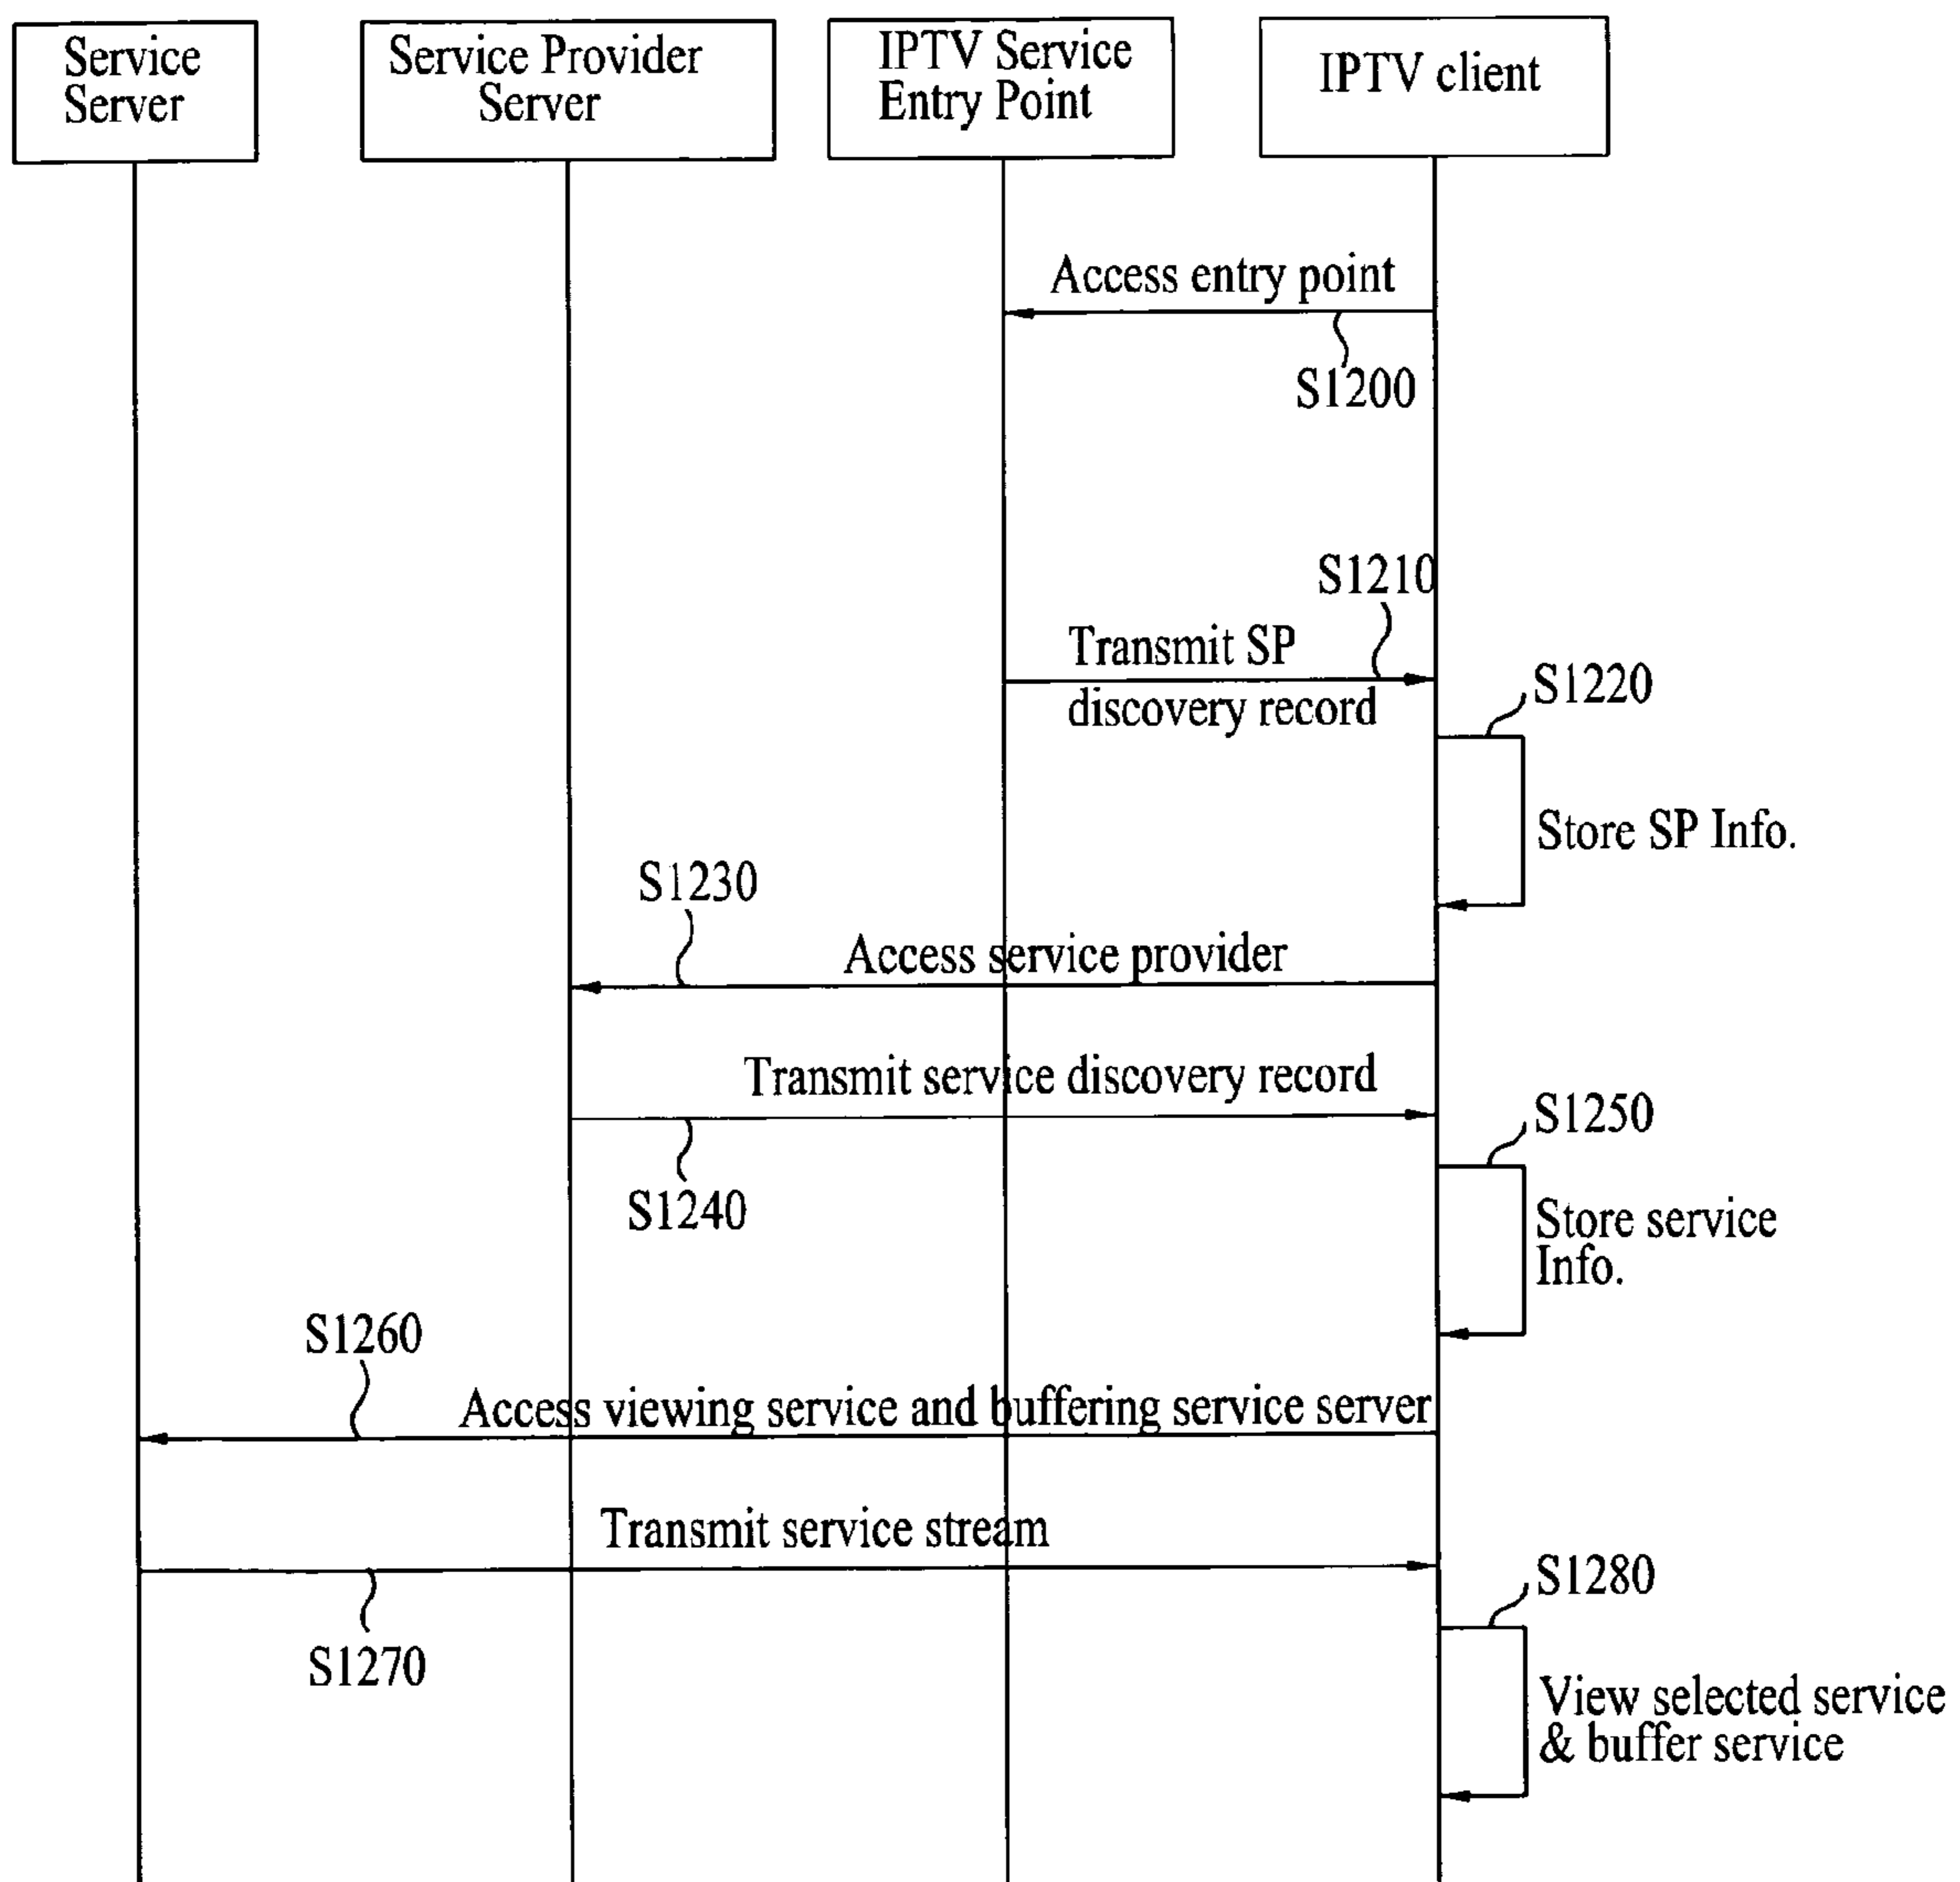 Service
Server
Service Provider
Server
IPTV Service
Entry Point
IPTV client
Access entry point
S1200
S1210
Transmit SP
discovery record
S1220
Store SP Info.
S1230
Access service provider
Transmit service discovery record
S1240
S1250
Store service
Info.
S1260
Access viewing service and buffering service server
Transmit service stream
S1270
S1280
View selected service
& buffer service